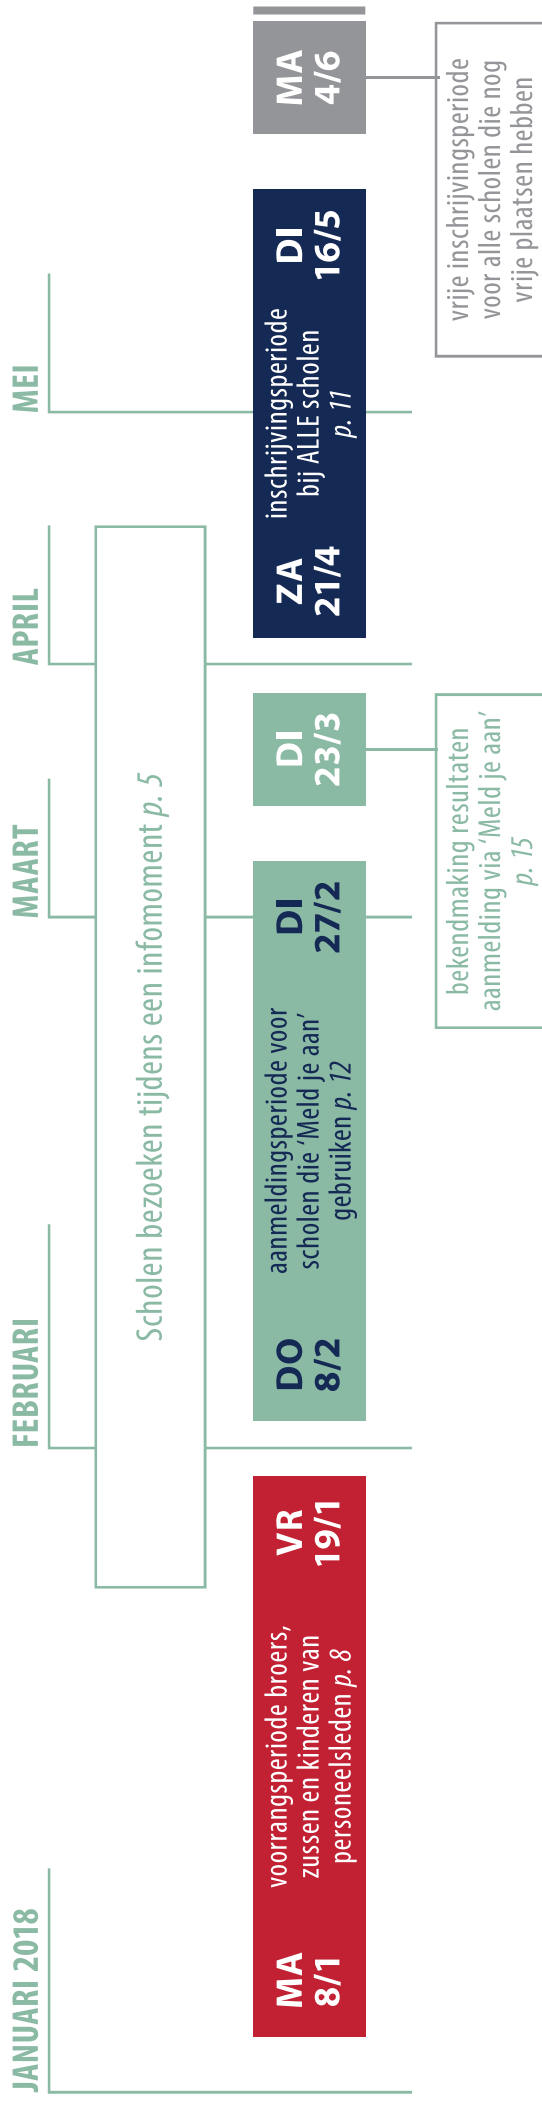 JANUARI 2018
FEBRUARI
MAART
APRIL
MEI
Scholen bezoeken tijdens een infomoment p. 5
MA
8/1
voorrangsperiode broers,
zussen en kinderen van
personeelsleden p. 8
VR
19/1
DO
8/2
aanmeldingsperiode voor
scholen die ‘Meld je aan’
gebruiken p. 12
DI
27/2
DI
23/3
ZA
21/4
inschrijvingsperiode
bij ALLE scholen
p. 11
DI
16/5
MA
4/6
bekendmaking resultaten
aanmelding via ‘Meld je aan’
p. 15
vrije inschrijvingsperiode
voor alle scholen die nog
vrije plaatsen hebben